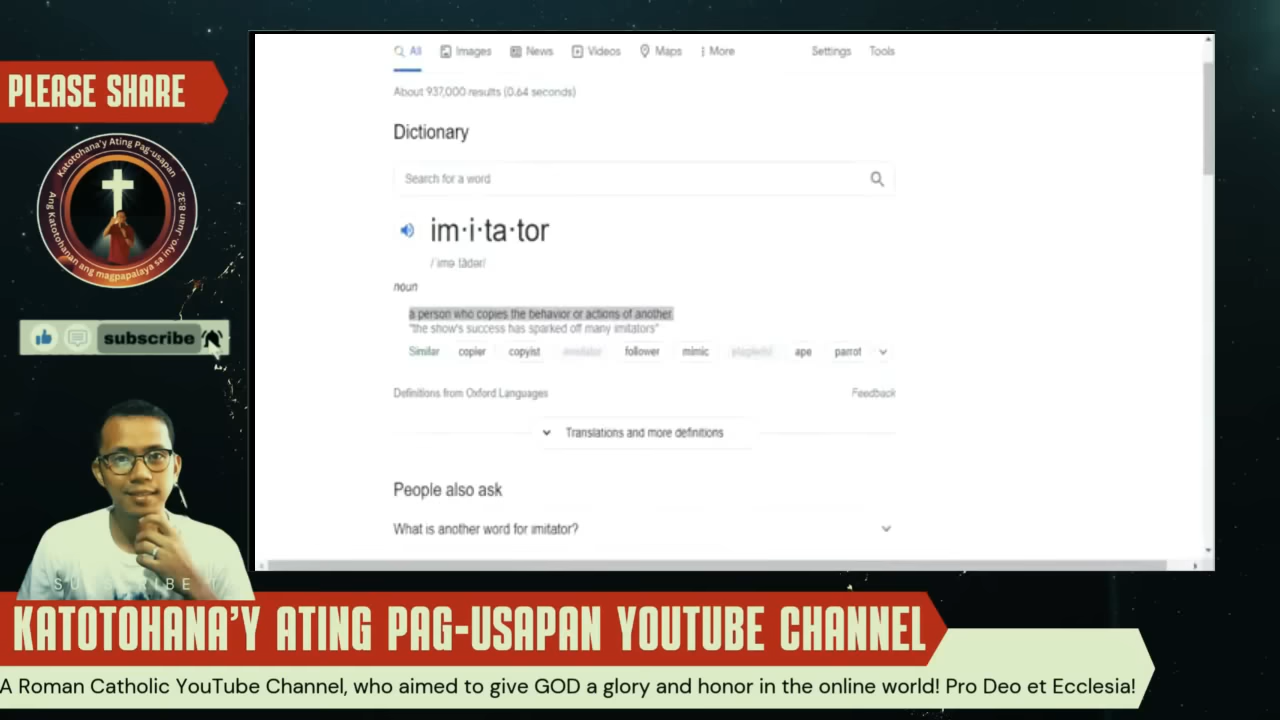 All Images News Videos Maps More Settings Tools
About 937,000 results (0.64 seconds)
Dictionary
Search for a word
im·i·ta·tor
/ˈiməˌtādər/
noun
a person who copies the behavior or actions of another.
"the show's success has sparked off many imitators"
Similar copier copyist emulator follower mimic plagiarist ape parrot
Definitions from Oxford Languages Feedback
Translations and more definitions
People also ask
What is another word for imitator?
PLEASE SHARE
Katotohana'y Ating Pag-usapan
Ang Katotohanan ang magpapalaya sa inyo. Juan 8:32
subscribe
KATOTOHANA'Y ATING PAG-USAPAN YOUTUBE CHANNEL
A Roman Catholic YouTube Channel, who aimed to give GOD a glory and honor in the online world! Pro Deo et Ecclesia!